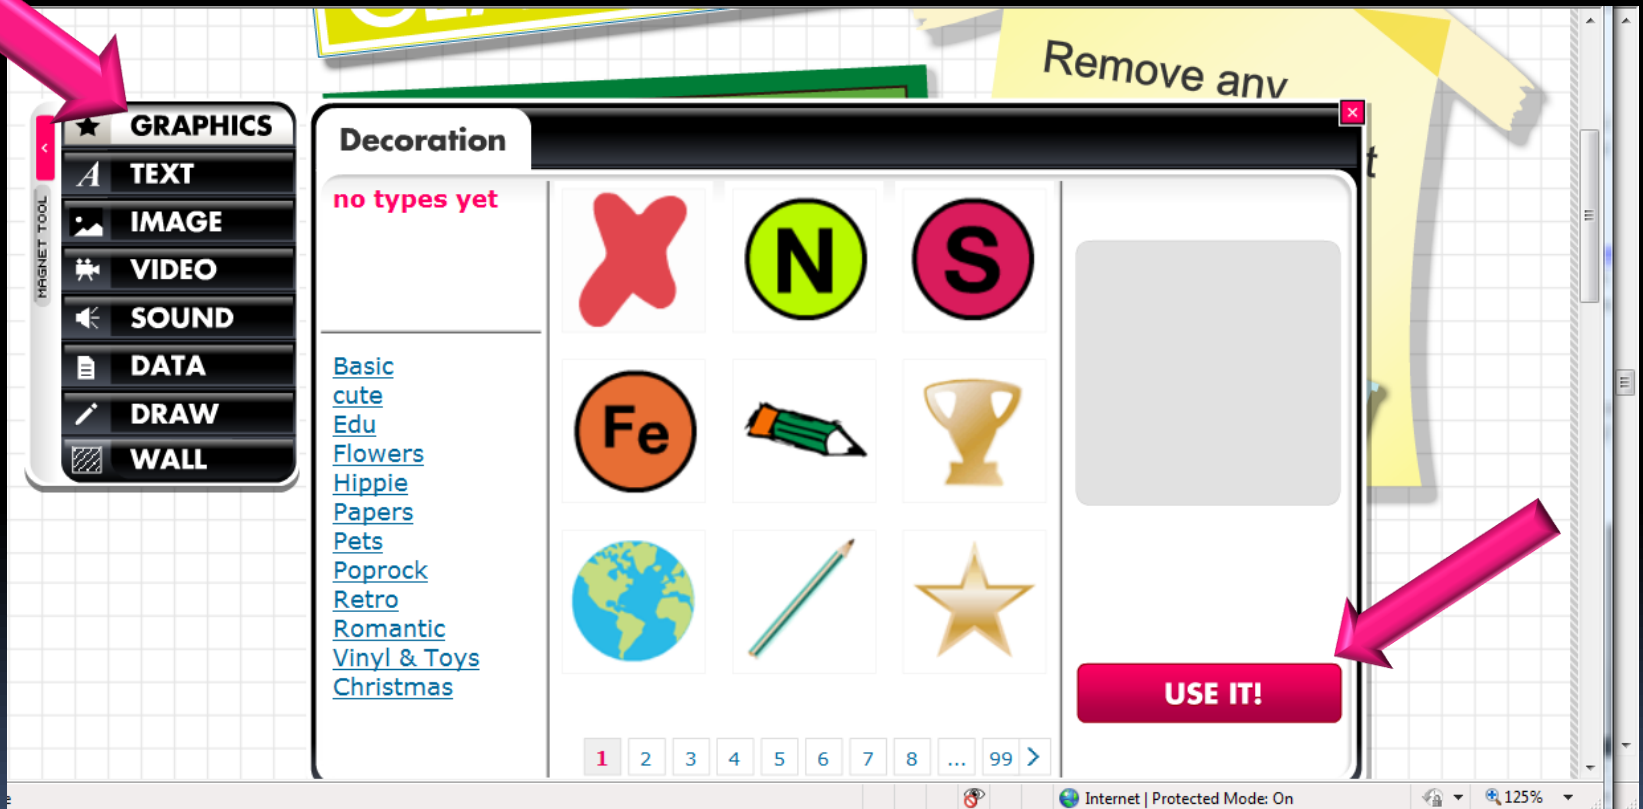 Remove any
GRAPHICS
TEXT
IMAGE
VIDEO
SOUND
DATA
DRAW
WALL
<
MAGNET TOOL
Decoration
×
no types yet
Basic
cute
Edu
Flowers
Hippie
Papers
Pets
Poprock
Retro
Romantic
Vinyl & Toys
Christmas
N
S
Fe
USE IT!
1 2 3 4 5 6 7 8 ... 99 >
Internet | Protected Mode: On
125%